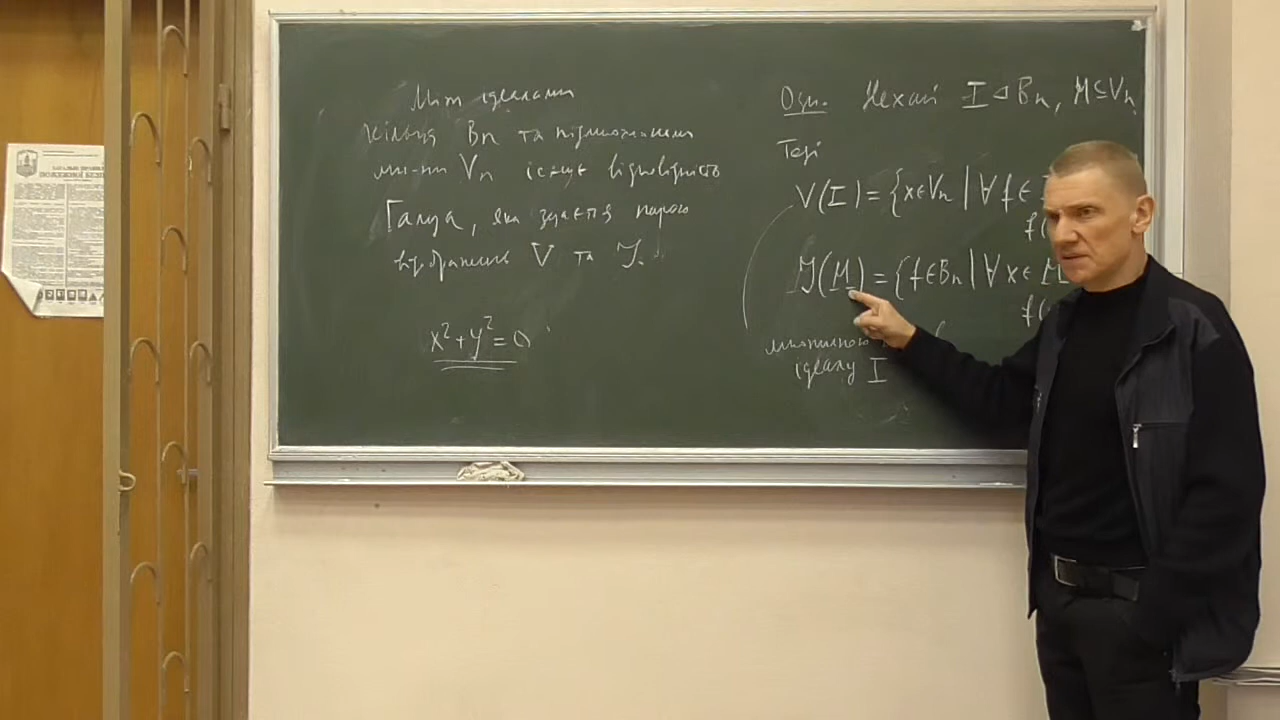 Між ідеалами
кільця Bn та підмножинами
мн-ни Vn існує відповідність
Галуа, яка задається парою
відображень V та J.
x²+y²=0
Озн. Нехай I ⊲ Bn, M ⊆ Vn
Тоді
V(I) = {x∈Vn | ∀f∈
f(
J(M) = {f∈Bn | ∀x∈M
f(
ідеалу I